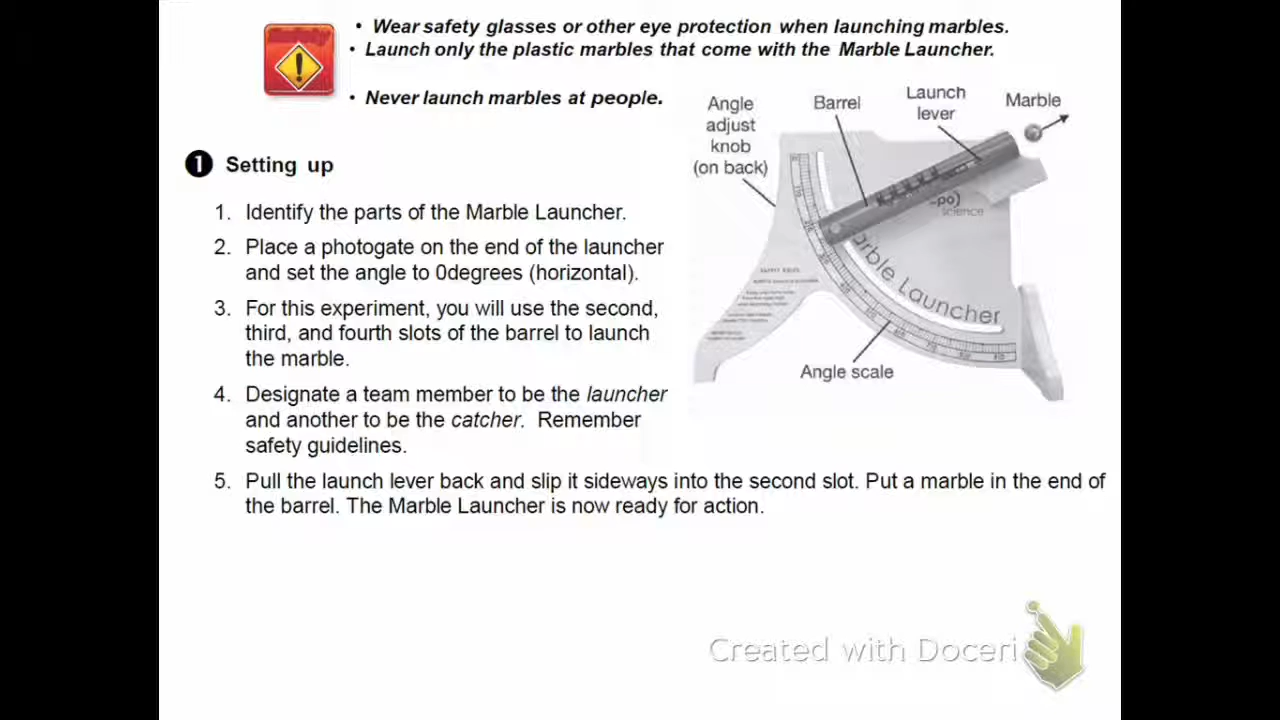 • Wear safety glasses or other eye protection when launching marbles.
• Launch only the plastic marbles that come with the Marble Launcher.
• Never launch marbles at people.
Angle adjust knob (on back)
Barrel
Launch lever
Marble
science
Marble Launcher
Angle scale
1 Setting up
1. Identify the parts of the Marble Launcher.
2. Place a photogate on the end of the launcher
and set the angle to 0degrees (horizontal).
3. For this experiment, you will use the second,
third, and fourth slots of the barrel to launch
the marble.
4. Designate a team member to be the launcher
and another to be the catcher. Remember
safety guidelines.
5. Pull the launch lever back and slip it sideways into the second slot. Put a marble in the end of
the barrel. The Marble Launcher is now ready for action.
Created with Doceri